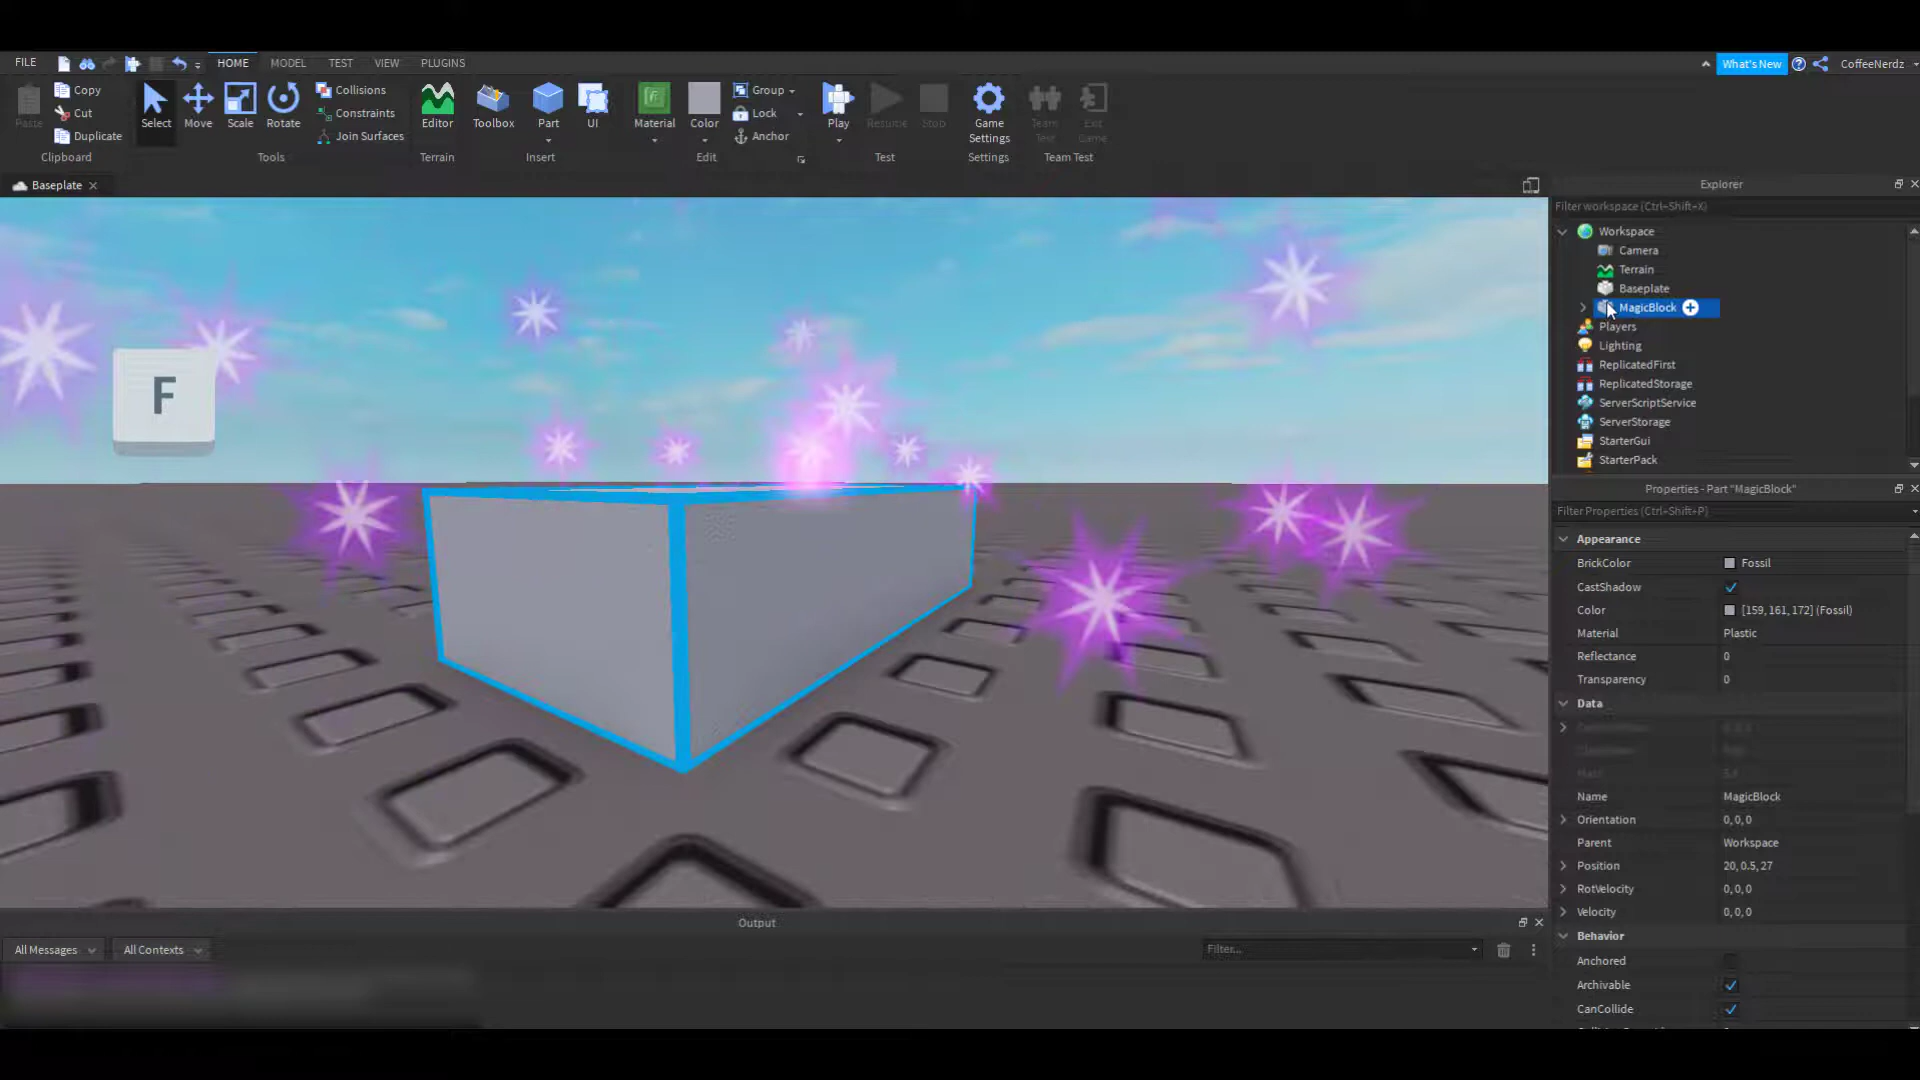 FILE HOME MODEL TEST VIEW PLUGINS What's New CoffeeNerdz
Copy
Cut
Duplicate
Paste
Clipboard
Select Move Scale Rotate
Collisions
Constraints
Join Surfaces
Tools
Editor
Terrain
Toolbox Part UI
Insert
Material Color
Group
Lock
Anchor
Edit
Play Resume Stop
Test
Game
Settings
Settings
Team
Test
Exit
Game
Team Test
Baseplate
F
Explorer
Filter workspace (Ctrl+Shift+X)
Workspace
Camera
Terrain
Baseplate
MagicBlock
Players
Lighting
ReplicatedFirst
ReplicatedStorage
ServerScriptService
ServerStorage
StarterGui
StarterPack
Properties - Part "MagicBlock"
Filter Properties (Ctrl+Shift+P)
Appearance
BrickColor Fossil
CastShadow
Color [159, 161, 172] (Fossil)
Material Plastic
Reflectance 0
Transparency 0
Data
Name MagicBlock
Orientation 0, 0, 0
Parent Workspace
Position 20, 0.5, 27
RotVelocity 0, 0, 0
Velocity 0, 0, 0
Behavior
Anchored
Archivable
CanCollide
Output
All Messages All Contexts Filter...